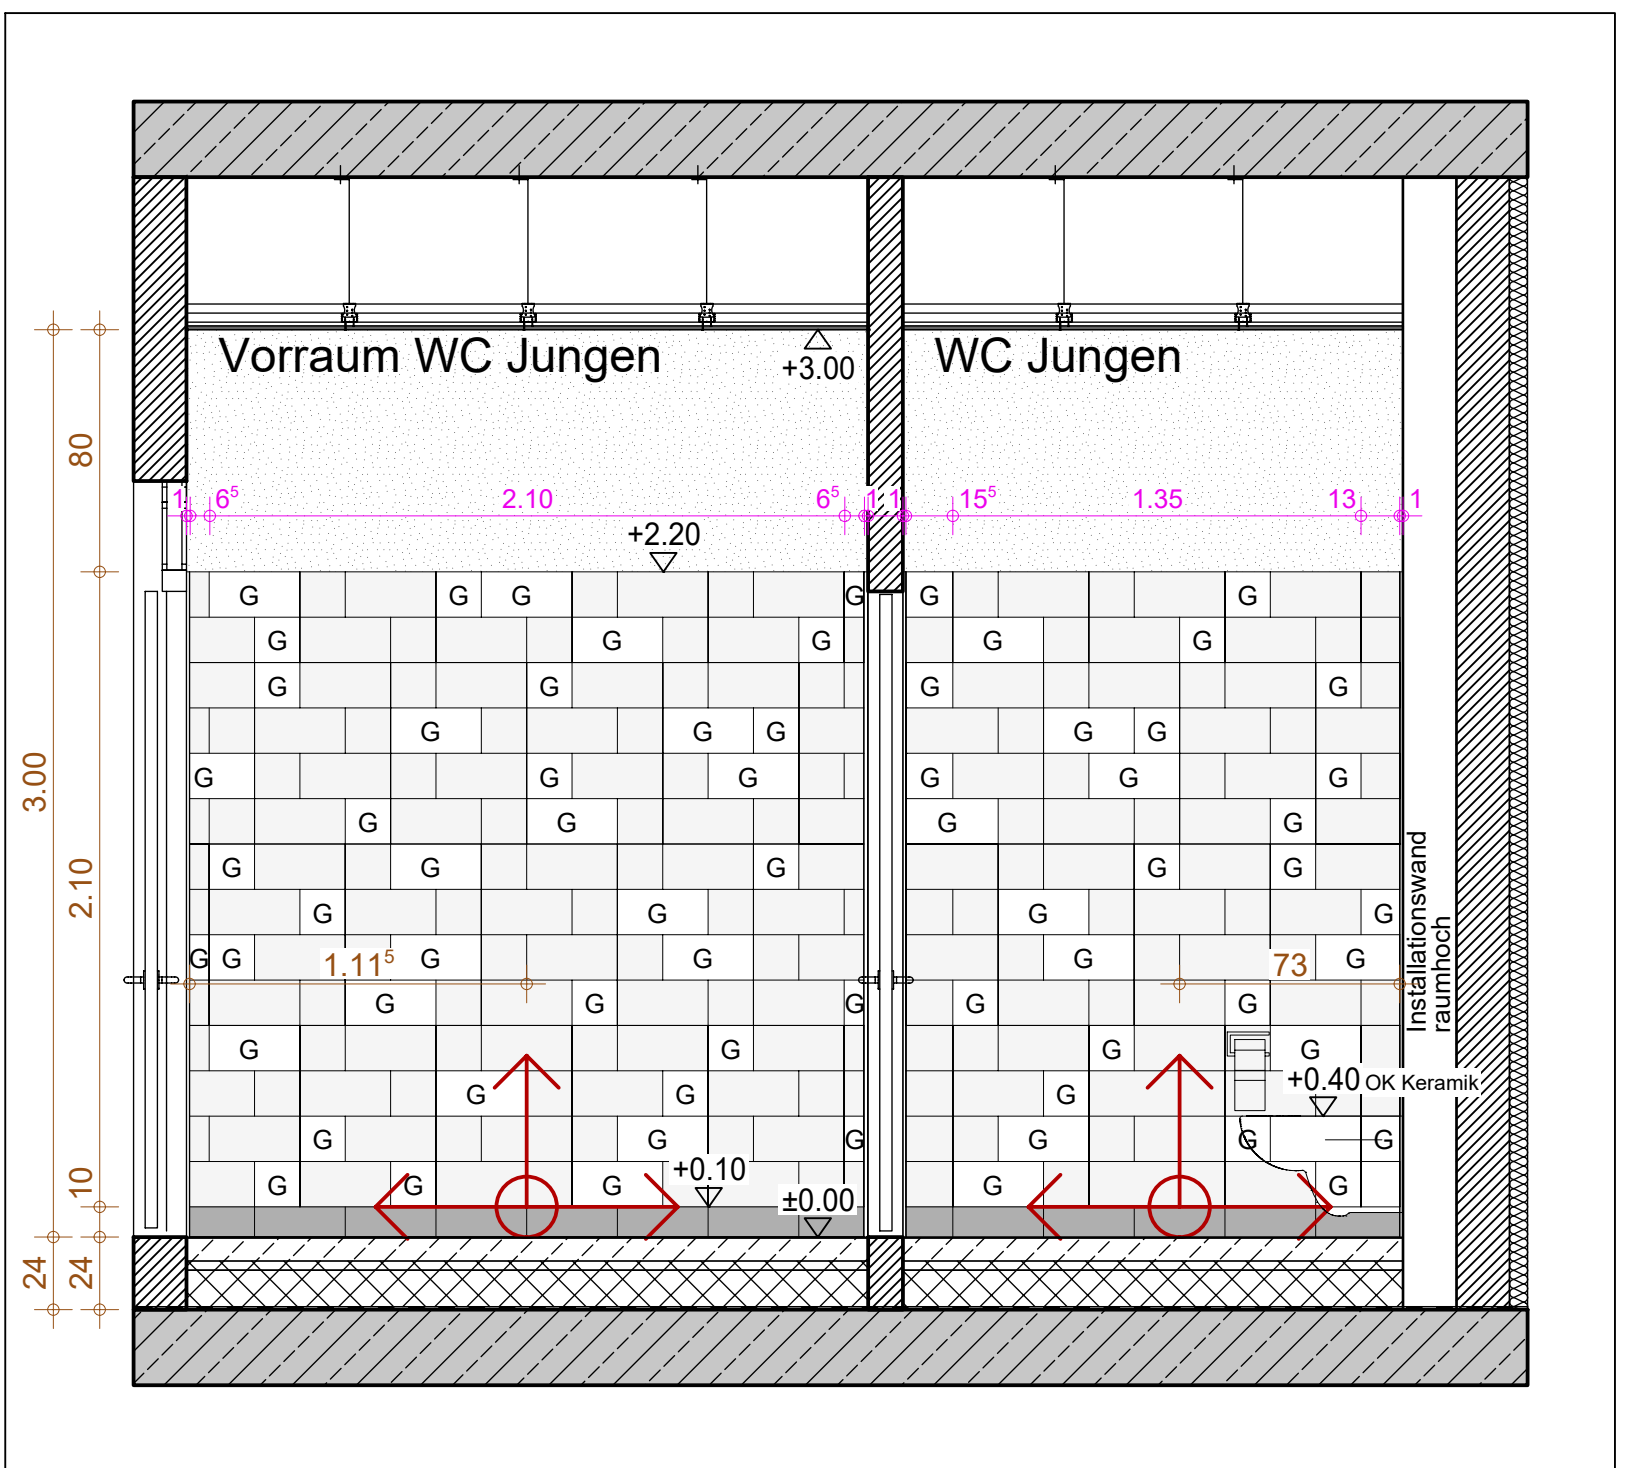 Vorraum WC Jungen
WC Jungen
+3.00
80
1 6⁵ 2.10 6⁵ 1 1 15⁵ 1.35 13 1
+2.20
G G G G G G
G G G G G
G G G G
G G G G G
G G G G G G
G G G G
G G G G G
G G G G
3.00
2.10
Installationswand
raumhoch
G G G G G G
1.11⁵ 73
G G G G G
G G G G
+0.40 OK Keramik
G G G
G G G G G G
+0.10
G G G G G
10
±0.00
24 24